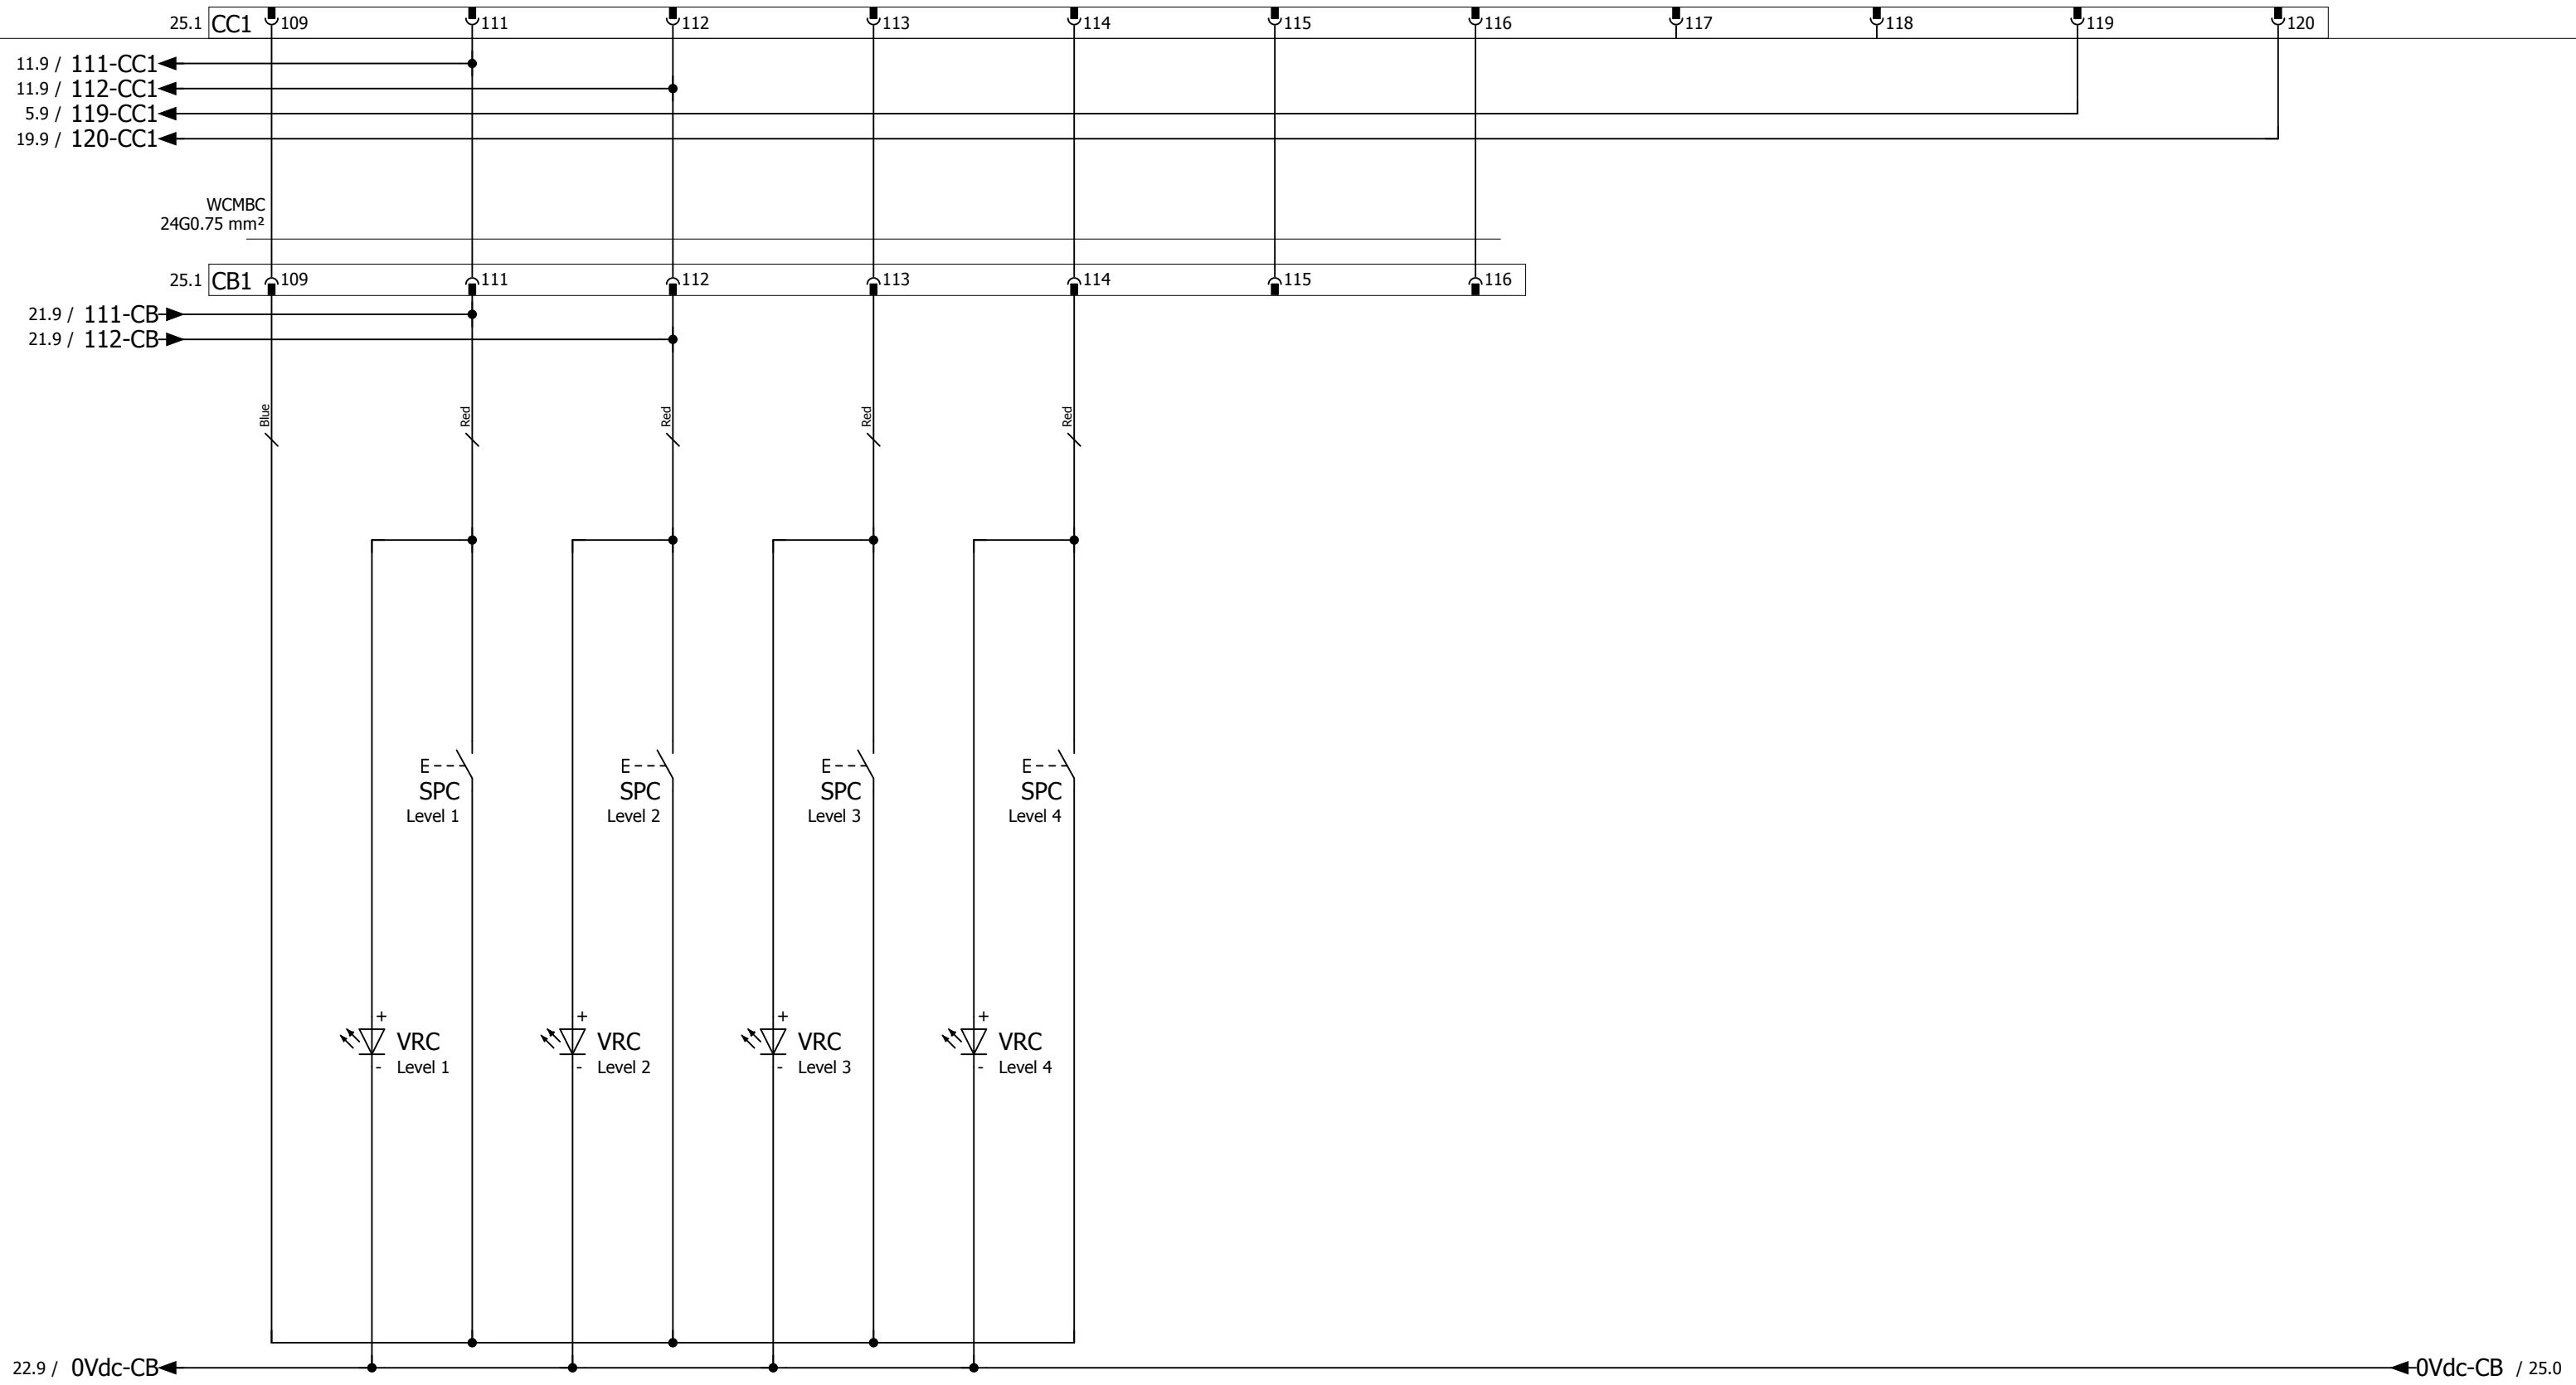 25.1 CC1 109 111 112 113 114 115 116 117 118 119 120
11.9 / 111-CC1
11.9 / 112-CC1
5.9 / 119-CC1
19.9 / 120-CC1
WCMBC
24G0.75 mm²
25.1 CB1 109 111 112 113 114 115 116
21.9 / 111-CB
21.9 / 112-CB
Blue Red Red Red Red
E E E E
SPC SPC SPC SPC
Level 1 Level 2 Level 3 Level 4
+ + + +
VRC VRC VRC VRC
- Level 1 - Level 2 - Level 3 - Level 4
22.9 / 0Vdc-CB 0Vdc-CB / 25.0